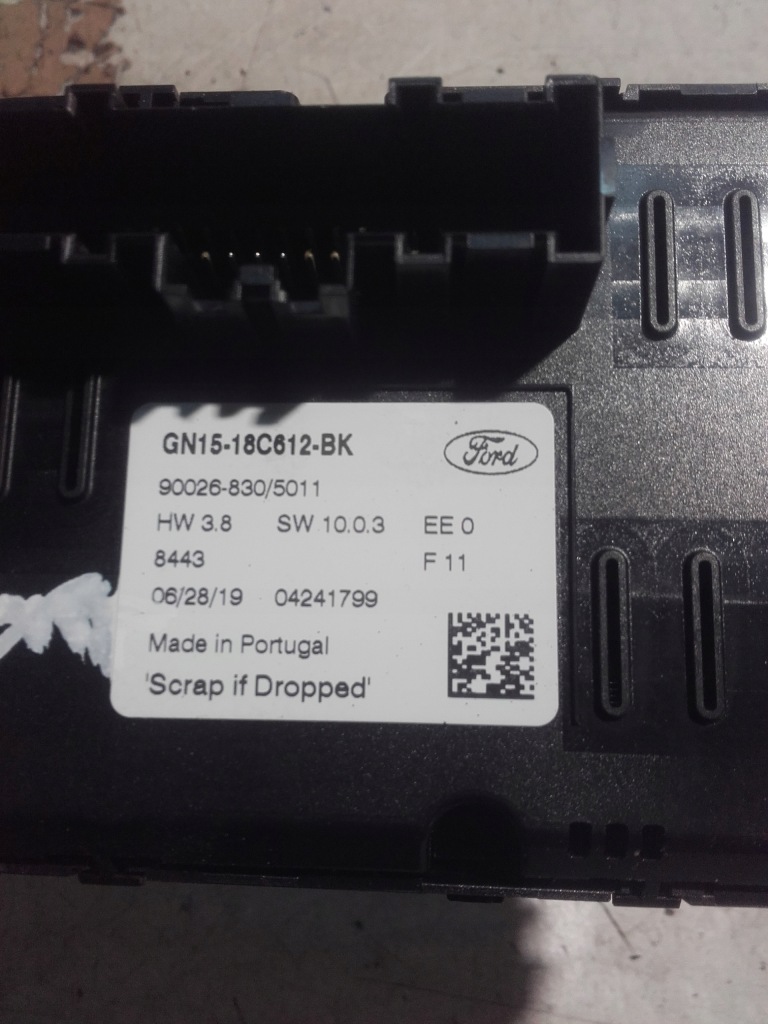 GN15-18C612-BK
Ford
90026-830/5011
HW 3.8 SW 10.0.3 EE 0
8443 F 11
06/28/19 04241799
Made in Portugal
'Scrap if Dropped'